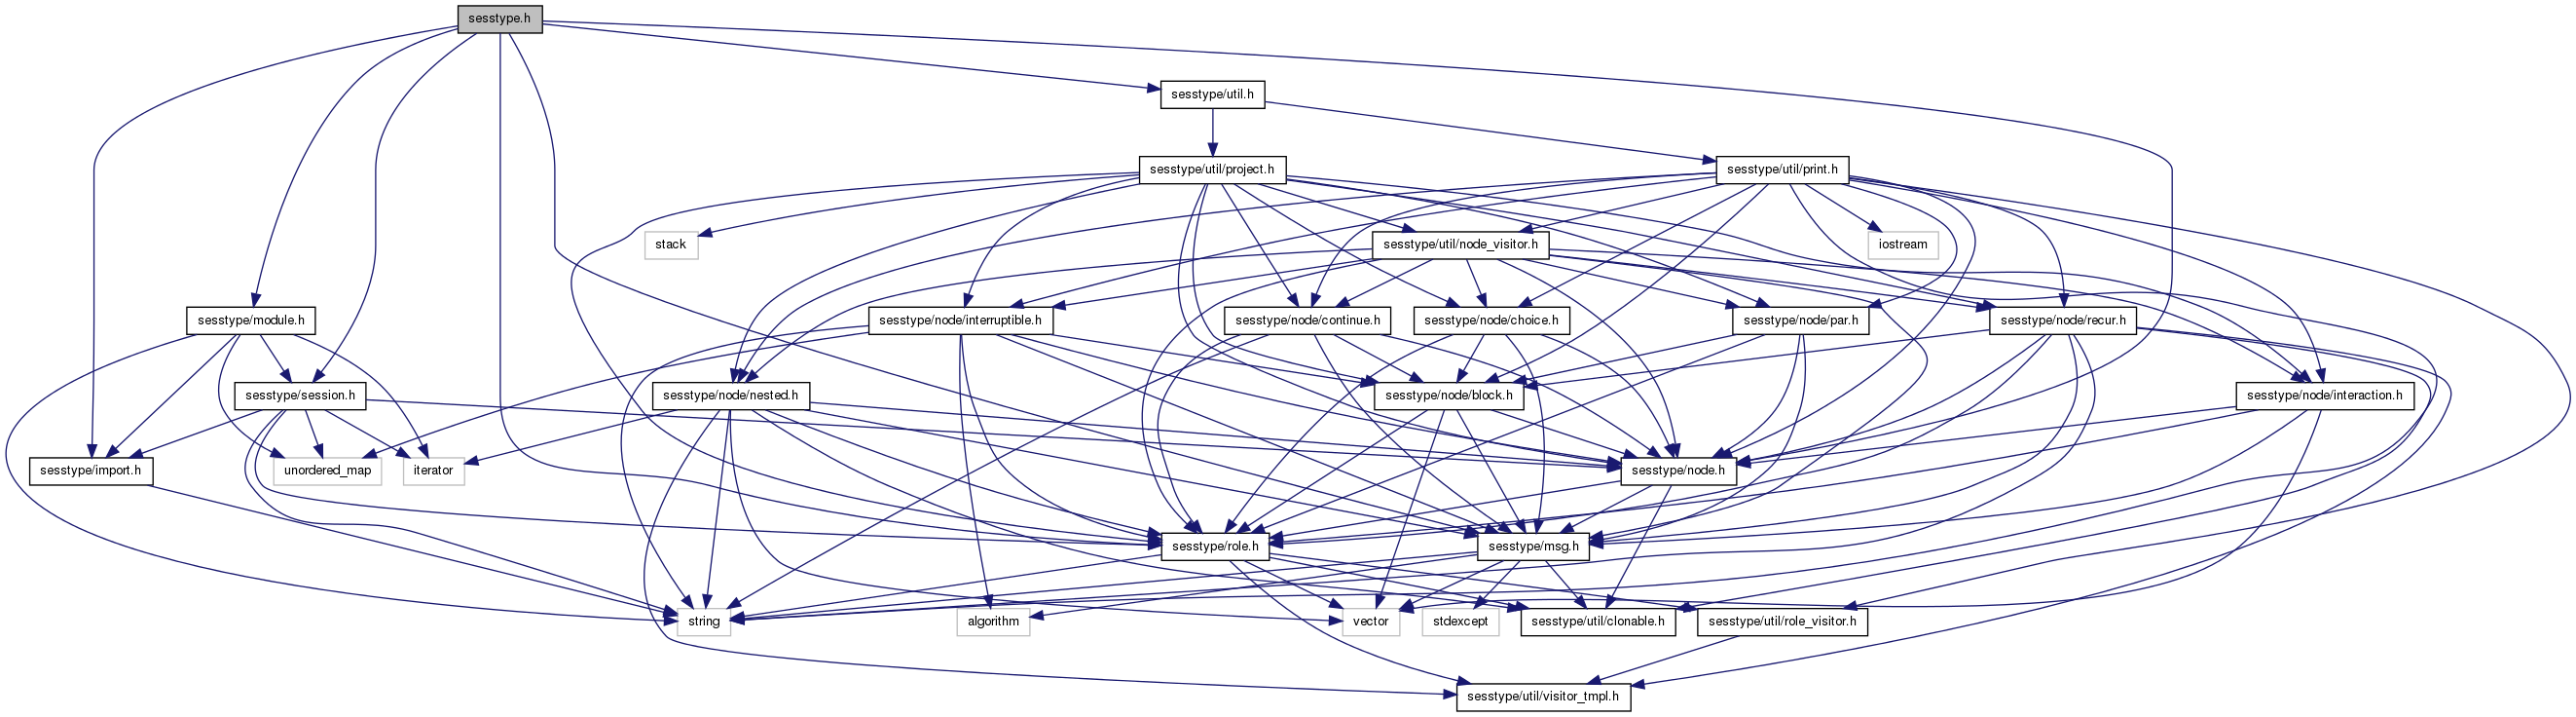 sesstype.h
sesstype/util.h
sesstype/util/project.h
sesstype/util/print.h
stack
sesstype/util/node_visitor.h
iostream
sesstype/module.h
sesstype/node/interruptible.h
sesstype/node/continue.h
sesstype/node/choice.h
sesstype/node/par.h
sesstype/node/recur.h
sesstype/session.h
sesstype/node/nested.h
sesstype/node/block.h
sesstype/node/interaction.h
sesstype/import.h
unordered_map
iterator
sesstype/node.h
sesstype/role.h
sesstype/msg.h
string
algorithm
vector
stdexcept
sesstype/util/clonable.h
sesstype/util/role_visitor.h
sesstype/util/visitor_tmpl.h